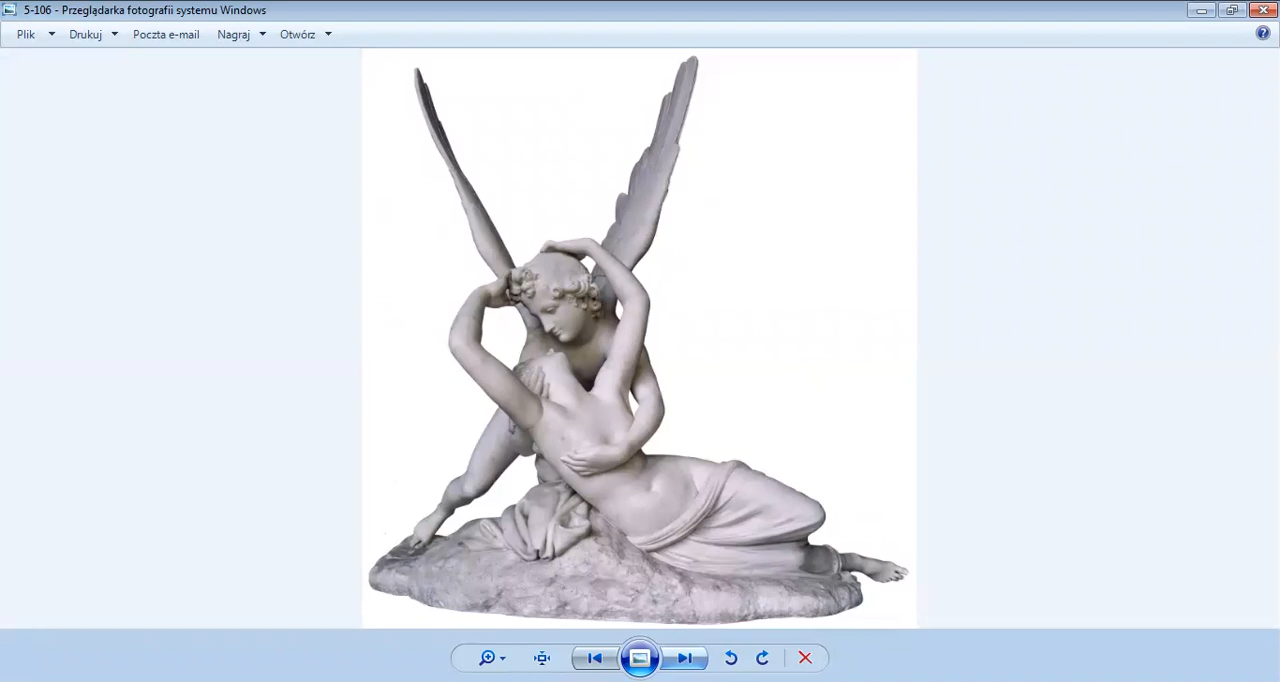 5-106 - Przeglądarka fotografii systemu Windows
Plik Drukuj Poczta e-mail Nagraj Otwórz